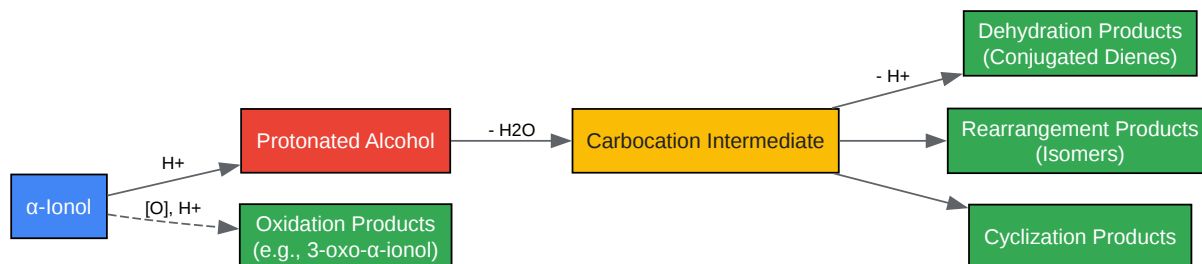 α-Ionol
H+
[O], H+
Protonated Alcohol
Oxidation Products
(e.g., 3-oxo-α-ionol)
- H2O
Carbocation Intermediate
- H+
Dehydration Products
(Conjugated Dienes)
Rearrangement Products
(Isomers)
Cyclization Products